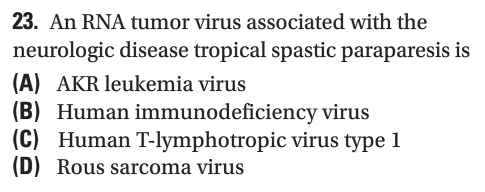 23. An RNA tumor virus associated with the
neurologic disease tropical spastic paraparesis is
(A) AKR leukemia virus
(B) Human immunodeficiency virus
(C) Human T-lymphotropic virus type 1
(D) Rous sarcoma virus